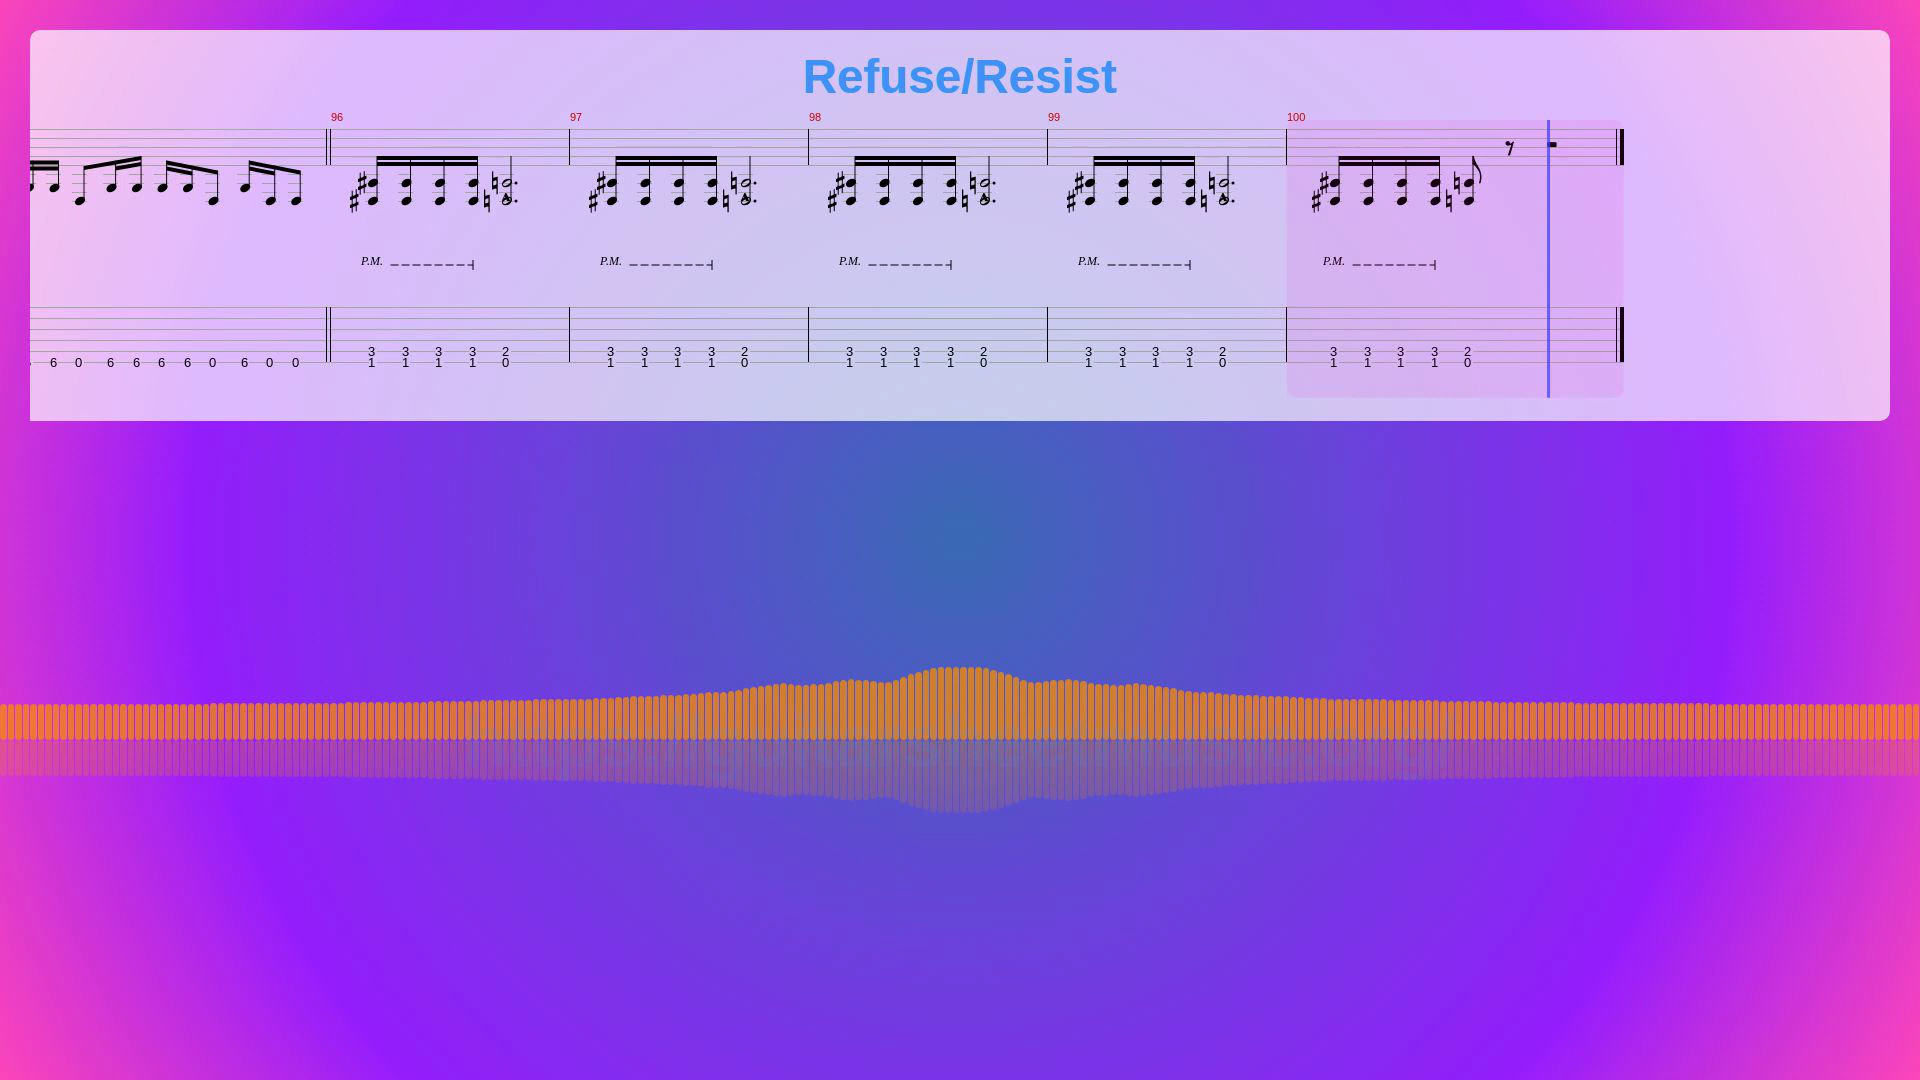 Refuse/Resist
96 97 98 99 100
P.M. P.M. P.M. P.M. P.M.
3 3 3 3 2 3 3 3 3 2 3 3 3 3 2 3 3 3 3 2 3 3 3 3 2
6 0 6 6 6 6 0 6 0 0 1 1 1 1 0 1 1 1 1 0 1 1 1 1 0 1 1 1 1 0 1 1 1 1 0